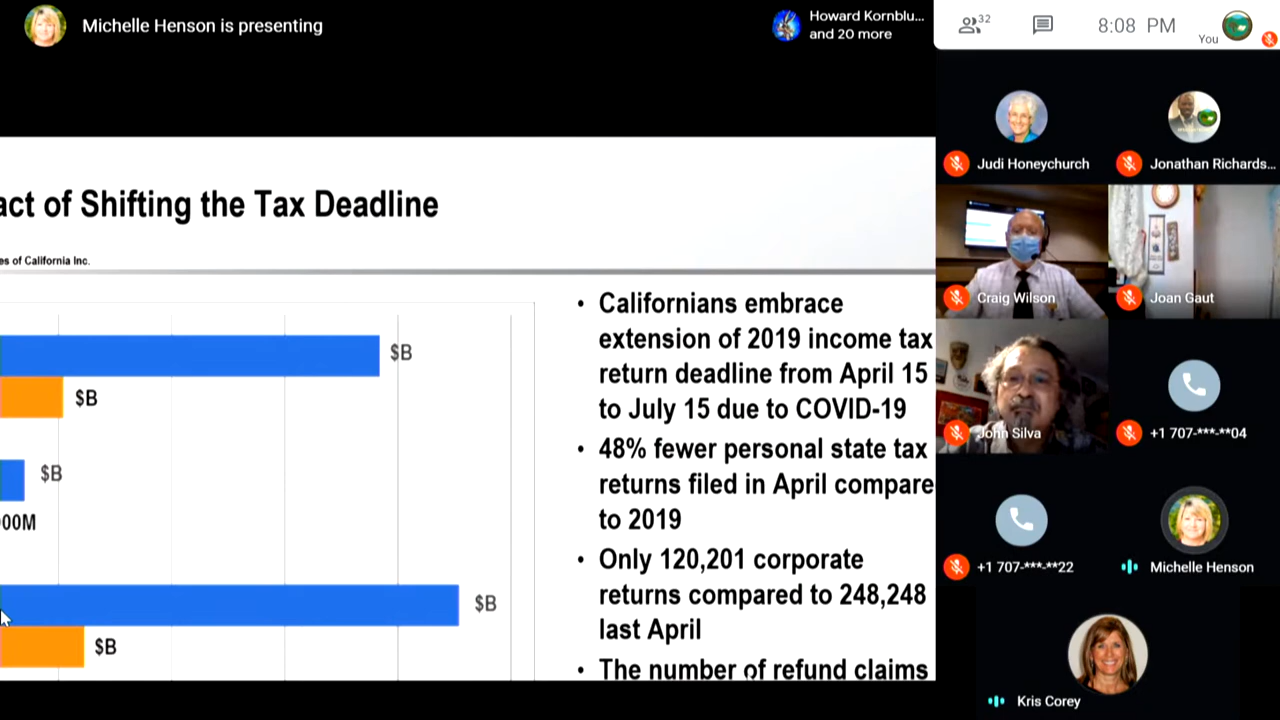 Michelle Henson is presenting
Howard Kornblu...
and 20 more
32
8:08 PM
You
Judi Honeychurch
Jonathan Richards...
Craig Wilson
Joan Gaut
John Silva
+1 707-***-**04
+1 707-***-**22
Michelle Henson
Kris Corey
act of Shifting the Tax Deadline
es of California Inc.
$B
$B
$B
00M
$B
$B
• Californians embrace
extension of 2019 income tax
return deadline from April 15
to July 15 due to COVID-19
• 48% fewer personal state tax
returns filed in April compare
to 2019
• Only 120,201 corporate
returns compared to 248,248
last April
• The number of refund claims